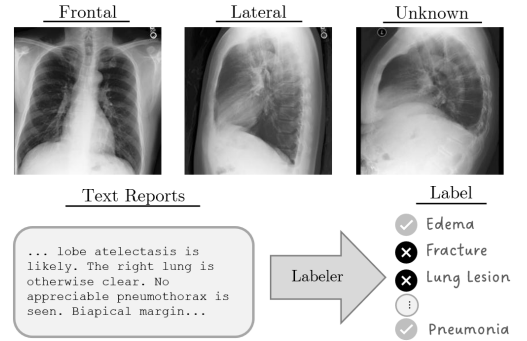 Frontal
Lateral
Unknown
Text Reports
Label
... lobe atelectasis is
likely. The right lung is
otherwise clear. No
appreciable pneumothorax is
seen. Biapical margin...
Labeler
Edema
Fracture
Lung Lesion
Pneumonia